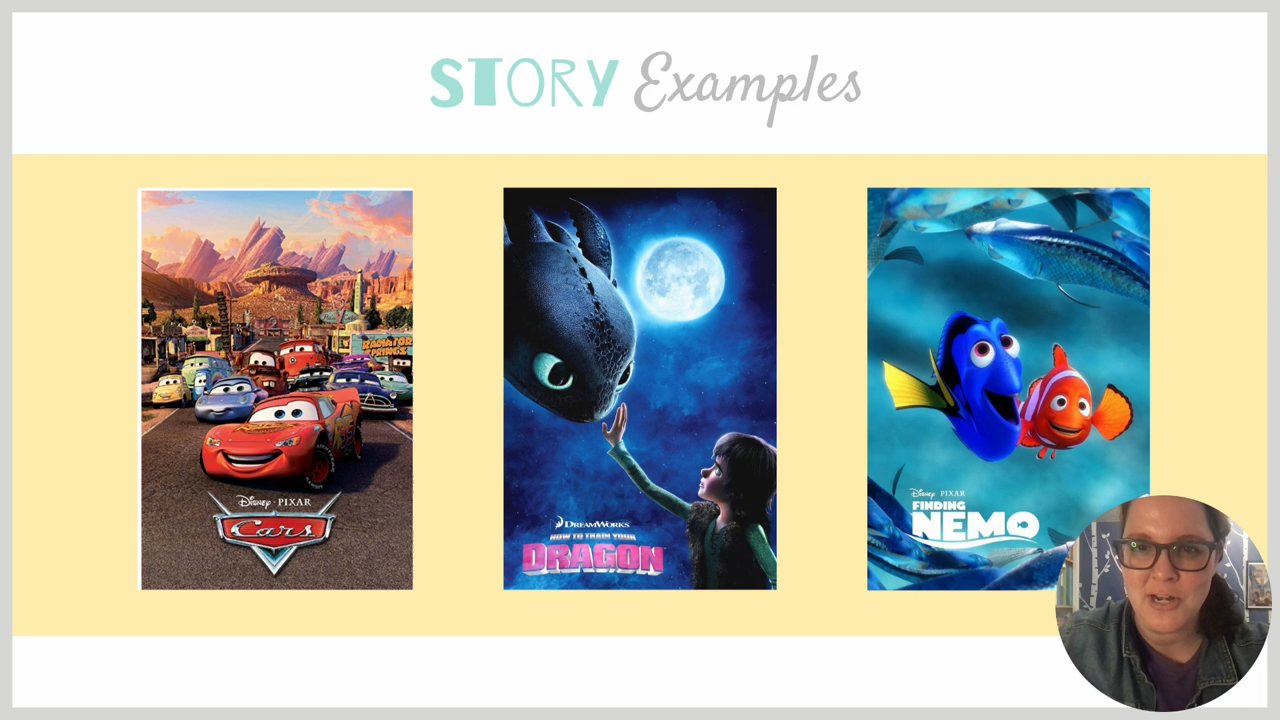 STORY Examples
RADIATOR
SPRINGS
DISNEY · PIXAR
Cars
DREAMWORKS
HOW TO TRAIN YOUR
DRAGON
DISNEY · PIXAR
FINDING
NEMO